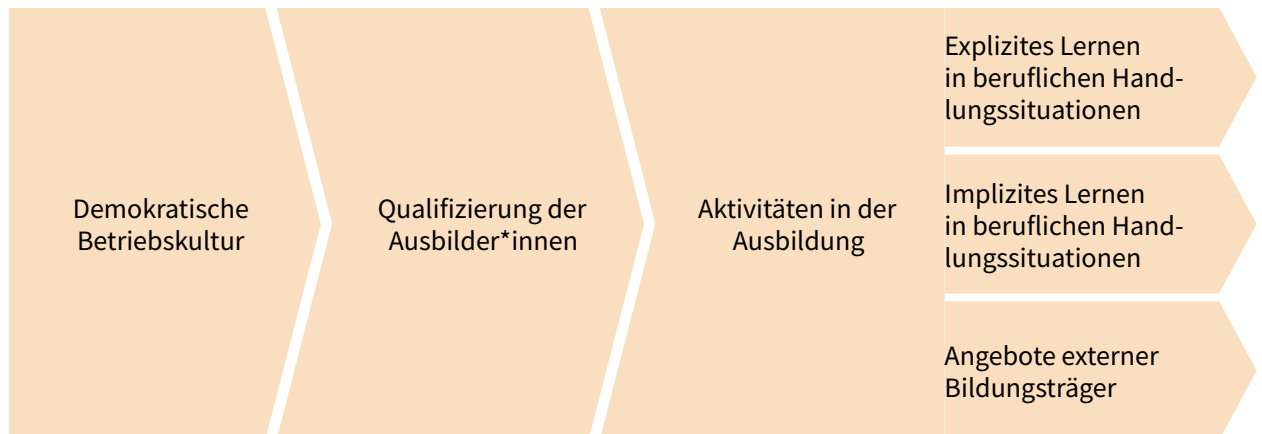 Demokratische
Betriebskultur
Qualifizierung der
Ausbilder*innen
Aktivitäten in der
Ausbildung
Explizites Lernen
in beruflichen Hand-
lungssituationen
Implizites Lernen
in beruflichen Hand-
lungssituationen
Angebote externer
Bildungsträger